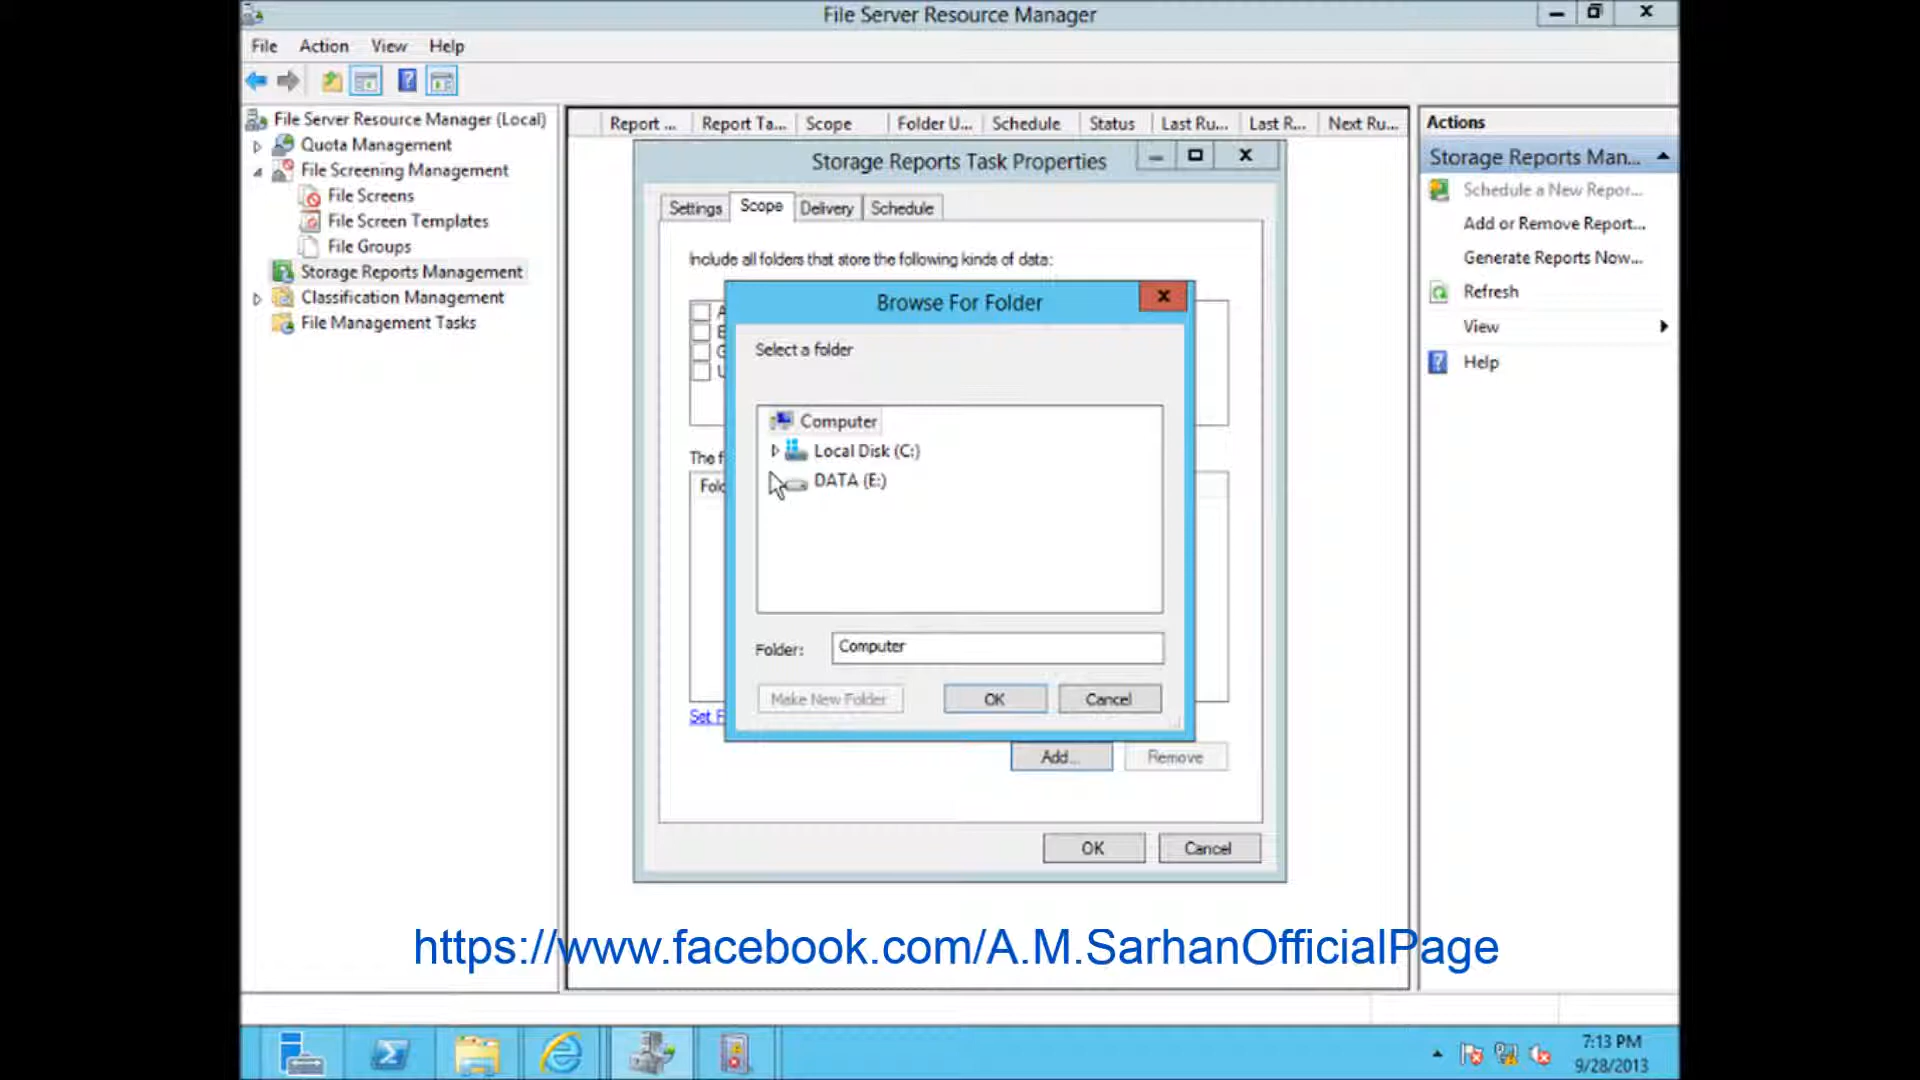 File Server Resource Manager
File Action View Help
File Server Resource Manager (Local)
Quota Management
File Screening Management
File Screens
File Screen Templates
File Groups
Storage Reports Management
Classification Management
File Management Tasks
Report ... Report Ta... Scope Folder U... Schedule Status Last Ru... Last R... Next Ru...
Storage Reports Task Properties
Settings Scope Delivery Schedule
Include all folders that store the following kinds of data:
Browse For Folder
Select a folder
Computer
Local Disk (C:)
DATA (E:)
Folder: Computer
Make New Folder OK Cancel
The f
Set F
Add... Remove
OK Cancel
Actions
Storage Reports Man...
Schedule a New Repor...
Add or Remove Report...
Generate Reports Now...
Refresh
View
Help
https://www.facebook.com/A.M.SarhanOfficialPage
7:13 PM
9/28/2013